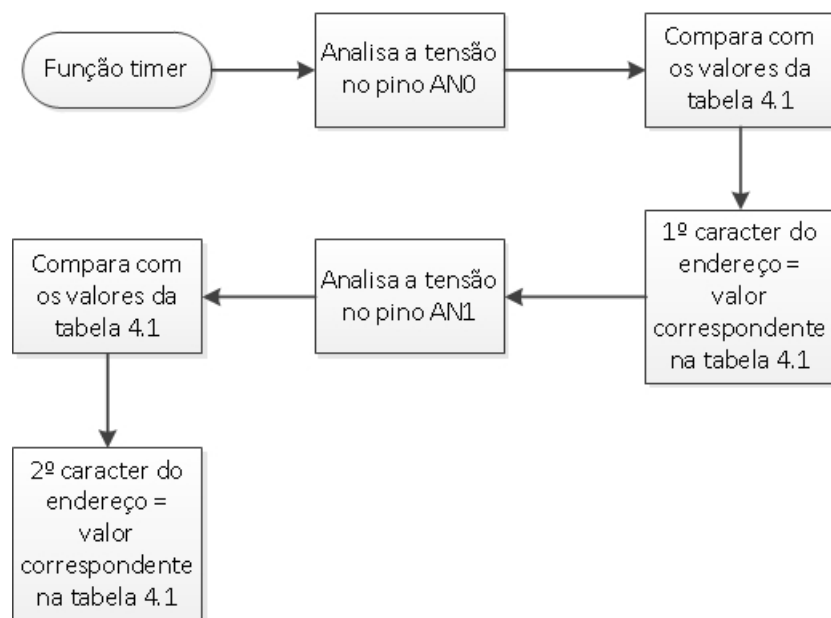 Função timer
Analisa a tensão
no pino AN0
Compara com
os valores da
tabela 4.1
1º caracter do
endereço =
valor
correspondente
na tabela 4.1
Analisa a tensão
no pino AN1
Compara com
os valores da
tabela 4.1
2º caracter do
endereço =
valor
correspondente
na tabela 4.1